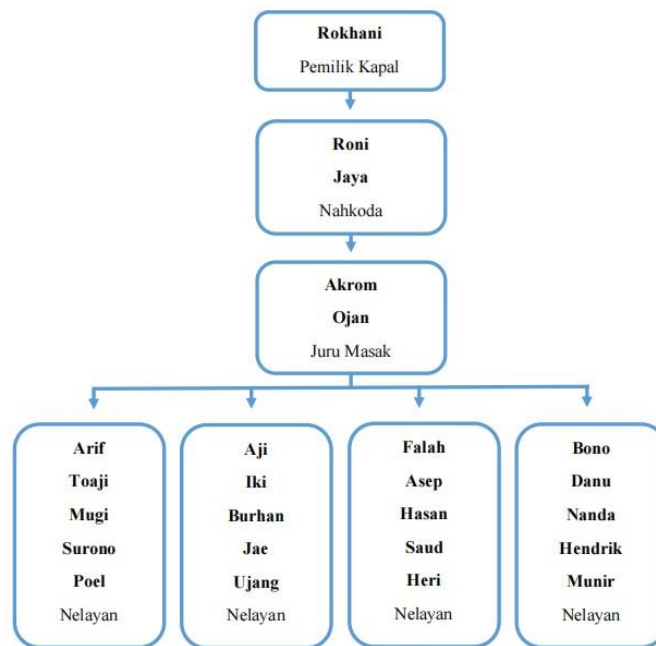 Rokhani
Pemilik Kapal
Roni
Jaya
Nahkoda
Akrom
Ojan
Juru Masak
Arif
Toaji
Mugi
Surono
Poel
Nelayan
Aji
Iki
Burhan
Jae
Ujang
Nelayan
Falah
Asep
Hasan
Saud
Heri
Nelayan
Bono
Danu
Nanda
Hendrik
Munir
Nelayan